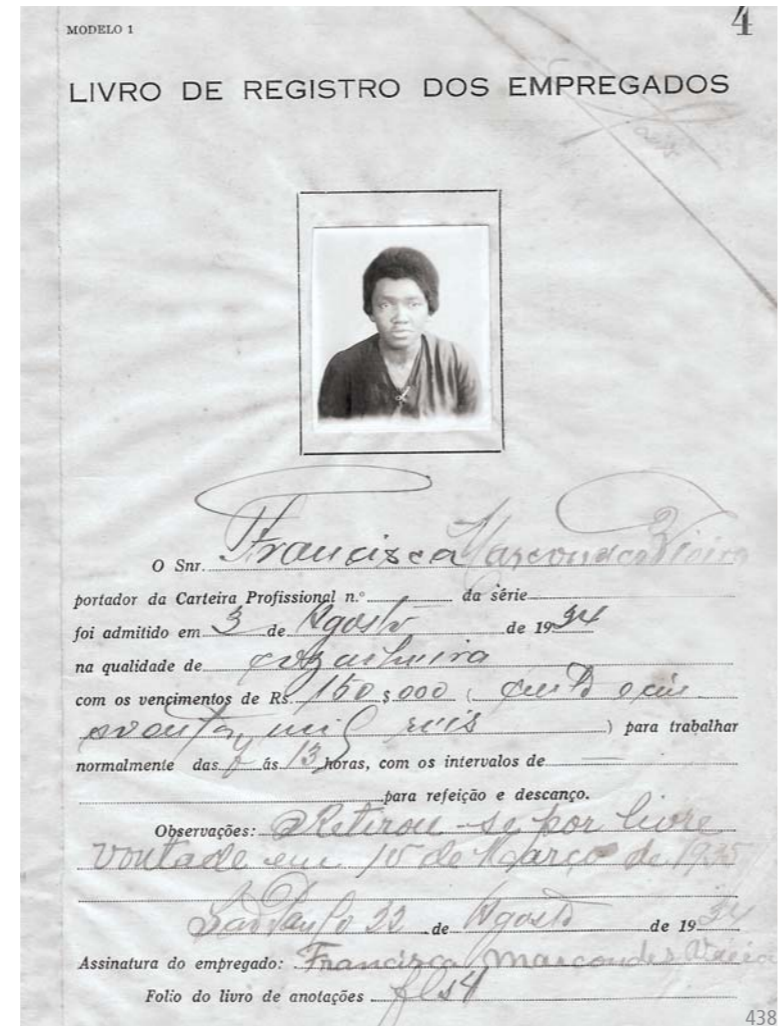 MODELO 1
4
LIVRO DE REGISTRO DOS EMPREGADOS
O Snr. Francisca Marcondes Vieira
portador da Carteira Profissional n.º da série
foi admitido em 3 de Agosto de 1934
na qualidade de cozinheira
com os vencimentos de Rs. 150$000 ( cento e cin
coenta mil reis ) para trabalhar
normalmente das ás 13 horas, com os intervalos de —
para refeição e descanço.
Observações: Retirou-se por livre
vontade em 15 de Março de 1935
São Paulo 22 de Agosto de 1934
Assinatura do empregado: Francisca Marcondes Vieira
Folio do livro de anotações fls 4
438